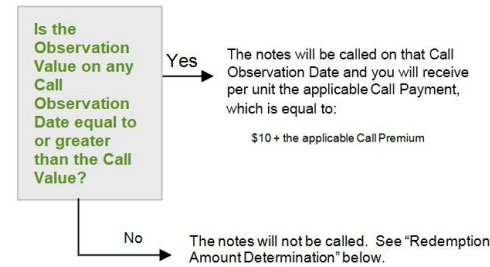 Is the
Observation
Value on any
Call
Observation
Date equal to
or greater
than the Call
Value?
Yes
The notes will be called on that Call
Observation Date and you will receive
per unit the applicable Call Payment,
which is equal to:
$10 + the applicable Call Premium
No
The notes will not be called. See “Redemption
Amount Determination” below.